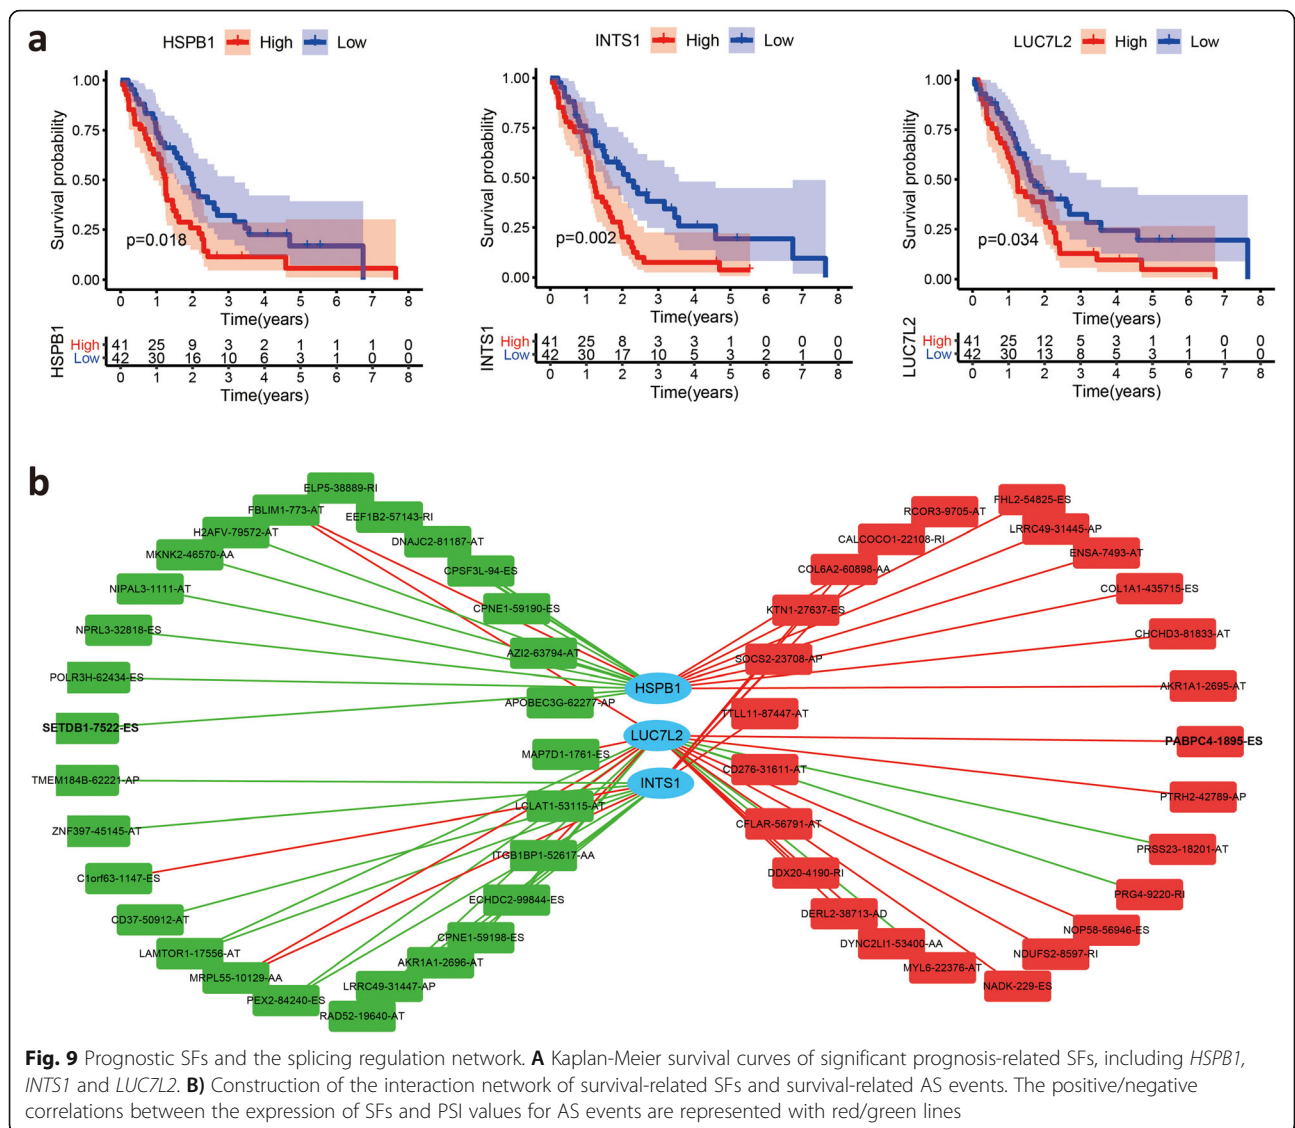 a
HSPB1 High Low
Survival probability
1.00
0.75
0.50
0.25
0.00
p=0.018
0 1 2 3 4 5 6 7 8
Time(years)
HSPB1
High 41 25 9 3 2 1 1 1 0
Low 42 30 16 10 6 3 1 0 0
0 1 2 3 4 5 6 7 8
Time(years)
INTS1 High Low
Survival probability
1.00
0.75
0.50
0.25
0.00
p=0.002
0 1 2 3 4 5 6 7 8
Time(years)
INTS1
High 41 25 8 3 3 1 0 0 0
Low 42 30 17 10 5 3 2 1 0
0 1 2 3 4 5 6 7 8
Time(years)
LUC7L2 High Low
Survival probability
1.00
0.75
0.50
0.25
0.00
p=0.034
0 1 2 3 4 5 6 7 8
Time(years)
LUC7L2
High 41 25 12 5 3 1 1 0 0
Low 42 30 13 8 5 3 1 1 0
0 1 2 3 4 5 6 7 8
Time(years)
b
ELP5-38889-RI
FBLIM1-773-AT
EEF1B2-57143-RI
H2AFV-79572-AT
DNAJC2-81187-AT
MKNK2-46570-AA
CPSF3L-94-ES
NIPAL3-1111-AT
CPNE1-59190-ES
NPRL3-32818-ES
AZI2-63794-AT
POLR3H-62434-ES
APOBEC3G-62277-AP
SETDB1-7522-ES
MAP7D1-1761-ES
TMEM184B-62221-AP
LCLAT1-53115-AT
ZNF397-45145-AT
ITGB1BP1-52617-AA
C1orf63-1147-ES
ECHDC2-99844-ES
CD37-50912-AT
CPNE1-59198-ES
LAMTOR1-17556-AT
AKR1A1-2696-AT
MRPL55-10129-AA
LRRC49-31447-AP
PEX2-84240-ES
RAD52-19640-AT
HSPB1
LUC7L2
INTS1
FHL2-54825-ES
RCOR3-9705-AT
LRRC49-31445-AP
CALCOCO1-22108-RI
ENSA-7493-AT
COL6A2-60898-AA
COL1A1-435715-ES
KTN1-27637-ES
CHCHD3-81833-AT
SOCS2-23708-AP
AKR1A1-2695-AT
TTLL11-87447-AT
PABPC4-1895-ES
CD276-31611-AT
PTRH2-42789-AP
CFLAR-56791-AT
PRSS23-18201-AT
DDX20-4190-RI
PRG4-9220-RI
DERL2-38713-AD
NOP58-56946-ES
DYNC2LI1-53400-AA
NDUFS2-8597-RI
MYL6-22376-AT
NADK-229-ES
Fig. 9 Prognostic SFs and the splicing regulation network. A Kaplan-Meier survival curves of significant prognosis-related SFs, including HSPB1,
INTS1 and LUC7L2. B) Construction of the interaction network of survival-related SFs and survival-related AS events. The positive/negative
correlations between the expression of SFs and PSI values for AS events are represented with red/green lines